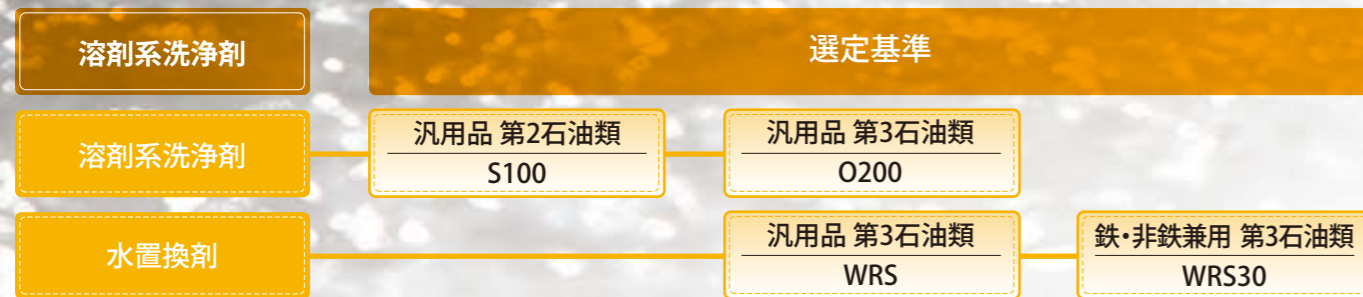 溶剤系洗浄剤
選定基準
溶剤系洗浄剤
汎用品 第2石油類
S100
汎用品 第3石油類
O200
水置換剤
汎用品 第3石油類
WRS
鉄・非鉄兼用 第3石油類
WRS30